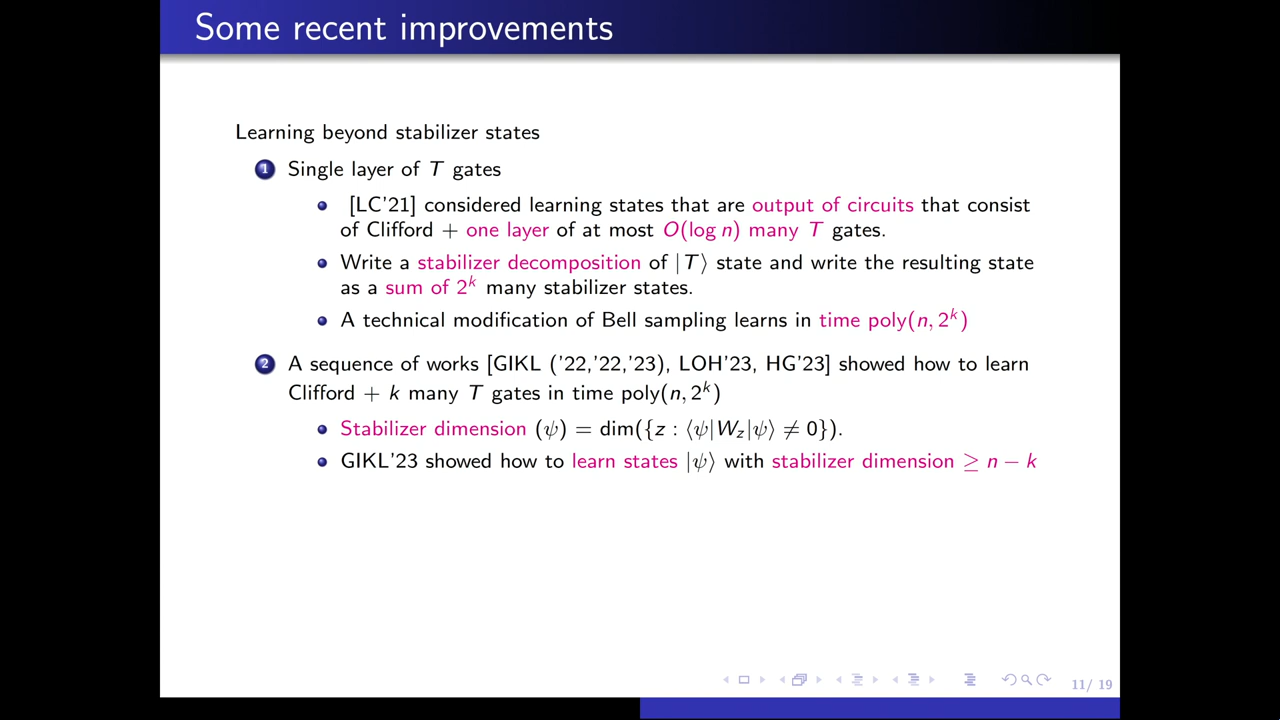 Some recent improvements
Learning beyond stabilizer states
1 Single layer of T gates
• [LC'21] considered learning states that are output of circuits that consist
of Clifford + one layer of at most O(log n) many T gates.
• Write a stabilizer decomposition of |T⟩ state and write the resulting state
as a sum of 2^k many stabilizer states.
• A technical modification of Bell sampling learns in time poly(n, 2^k)
2 A sequence of works [GIKL ('22,'22,'23), LOH'23, HG'23] showed how to learn
Clifford + k many T gates in time poly(n, 2^k)
• Stabilizer dimension (ψ) = dim({z : ⟨ψ|W_z|ψ⟩ ≠ 0}).
• GIKL'23 showed how to learn states |ψ⟩ with stabilizer dimension ≥ n − k
11/ 19